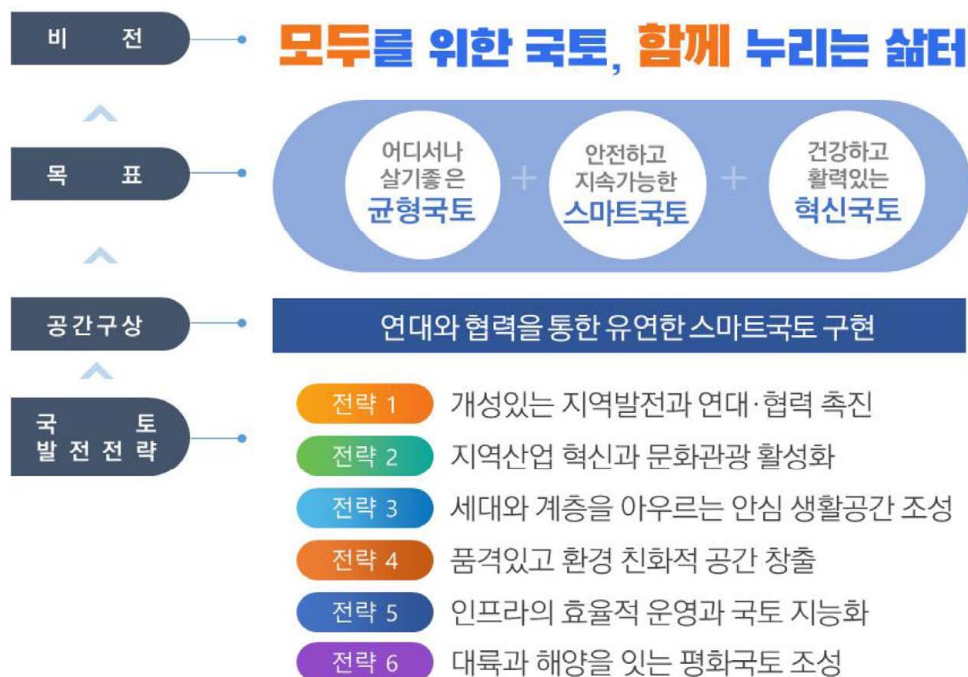 비 전
모두를 위한 국토, 함께 누리는 삶터
목 표
어디서나
살기좋은
균형국토
+
안전하고
지속가능한
스마트국토
+
건강하고
활력있는
혁신국토
공간구상
연대와 협력을 통한 유연한 스마트국토 구현
국 토
발전전략
전략 1 개성있는 지역발전과 연대·협력 촉진
전략 2 지역산업 혁신과 문화관광 활성화
전략 3 세대와 계층을 아우르는 안심 생활공간 조성
전략 4 품격있고 환경 친화적 공간 창출
전략 5 인프라의 효율적 운영과 국토 지능화
전략 6 대륙과 해양을 잇는 평화국토 조성